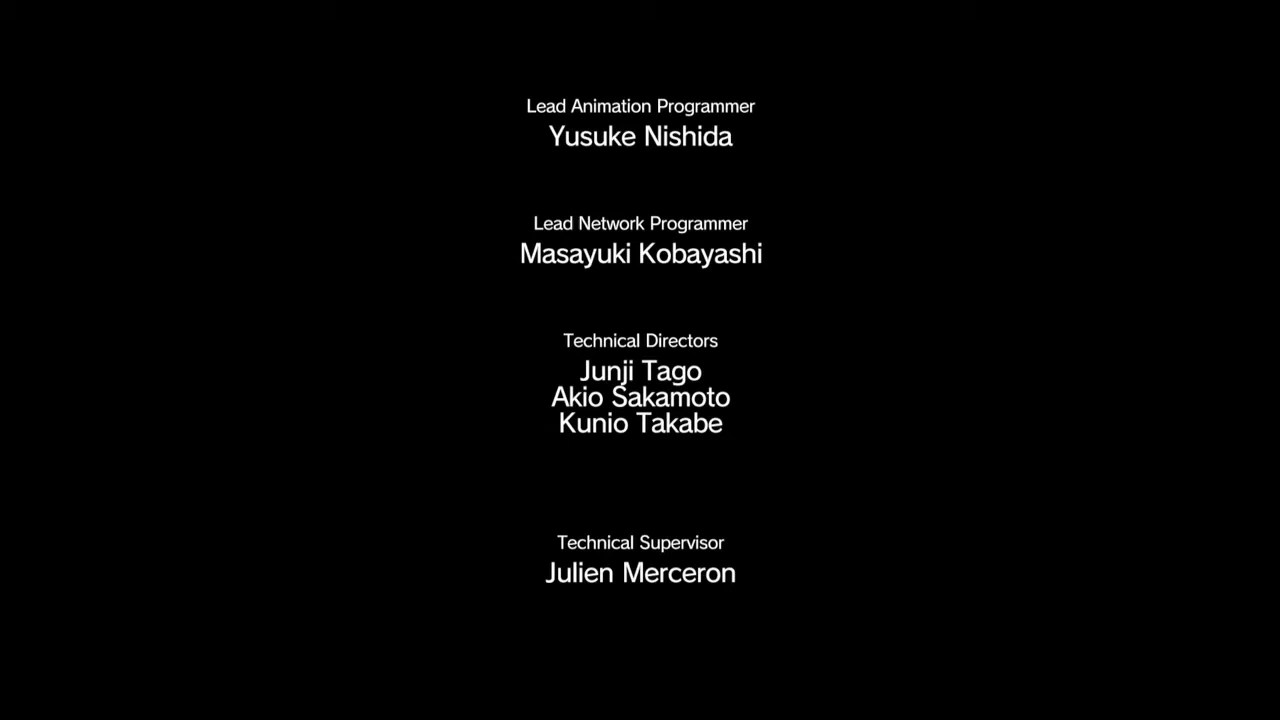 Lead Animation Programmer
Yusuke Nishida
Lead Network Programmer
Masayuki Kobayashi
Technical Directors
Junji Tago
Akio Sakamoto
Kunio Takabe
Technical Supervisor
Julien Merceron